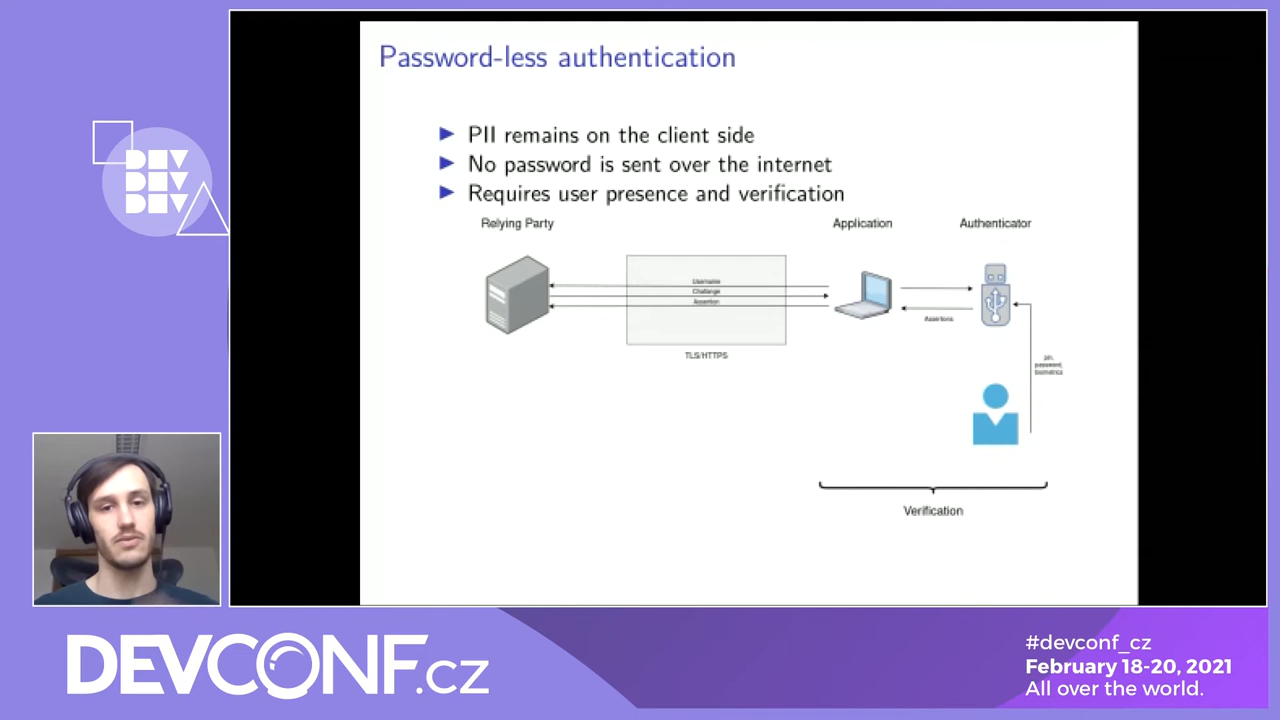 Password-less authentication
PII remains on the client side
No password is sent over the internet
Requires user presence and verification
Relying Party
Application
Authenticator
Username
Challange
Assertion
TLS/HTTPS
Assertions
pin,
password,
biometrics
Verification
DEV
DEV
DEV
DEVCONF.cz
#devconf_cz
February 18-20, 2021
All over the world.